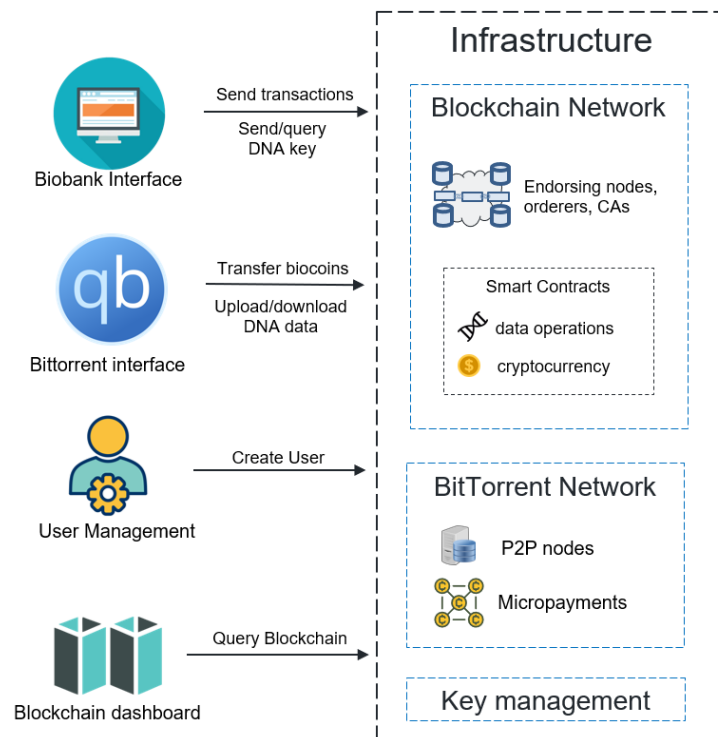 Infrastructure
Send transactions
Send/query
DNA key
Biobank Interface
Blockchain Network
Endorsing nodes,
orderers, CAs
qb
Transfer biocoins
Upload/download
DNA data
Bittorrent interface
Smart Contracts
data operations
$
cryptocurrency
Create User
User Management
BitTorrent Network
P2P nodes
C C
C
C C
Micropayments
Query Blockchain
Blockchain dashboard
Key management